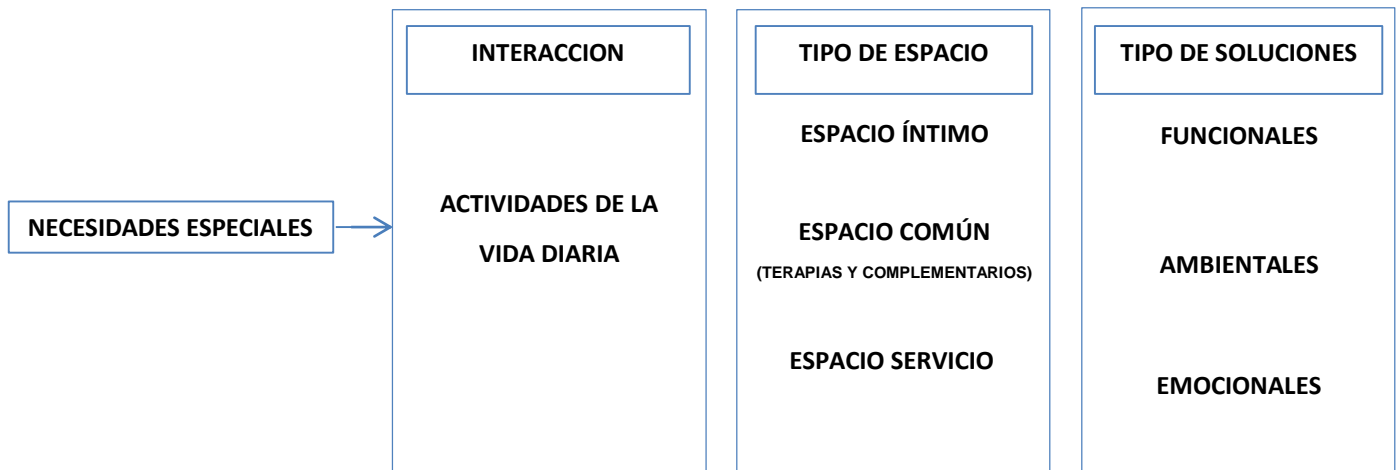 NECESIDADES ESPECIALES
INTERACCION
ACTIVIDADES DE LA
VIDA DIARIA
TIPO DE ESPACIO
ESPACIO ÍNTIMO
ESPACIO COMÚN
(TERAPIAS Y COMPLEMENTARIOS)
ESPACIO SERVICIO
TIPO DE SOLUCIONES
FUNCIONALES
AMBIENTALES
EMOCIONALES